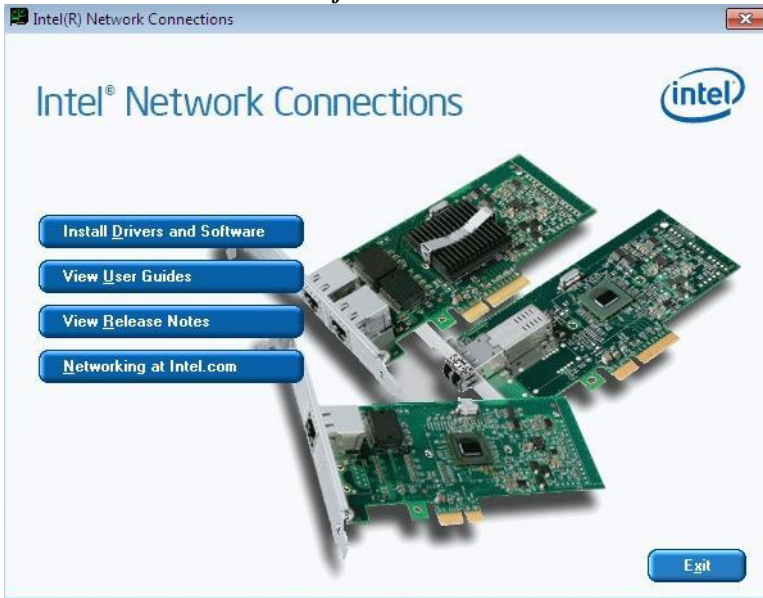 Intel(R) Network Connections
Intel® Network Connections
intel
Install Drivers and Software
View User Guides
View Release Notes
Networking at Intel.com
Exit